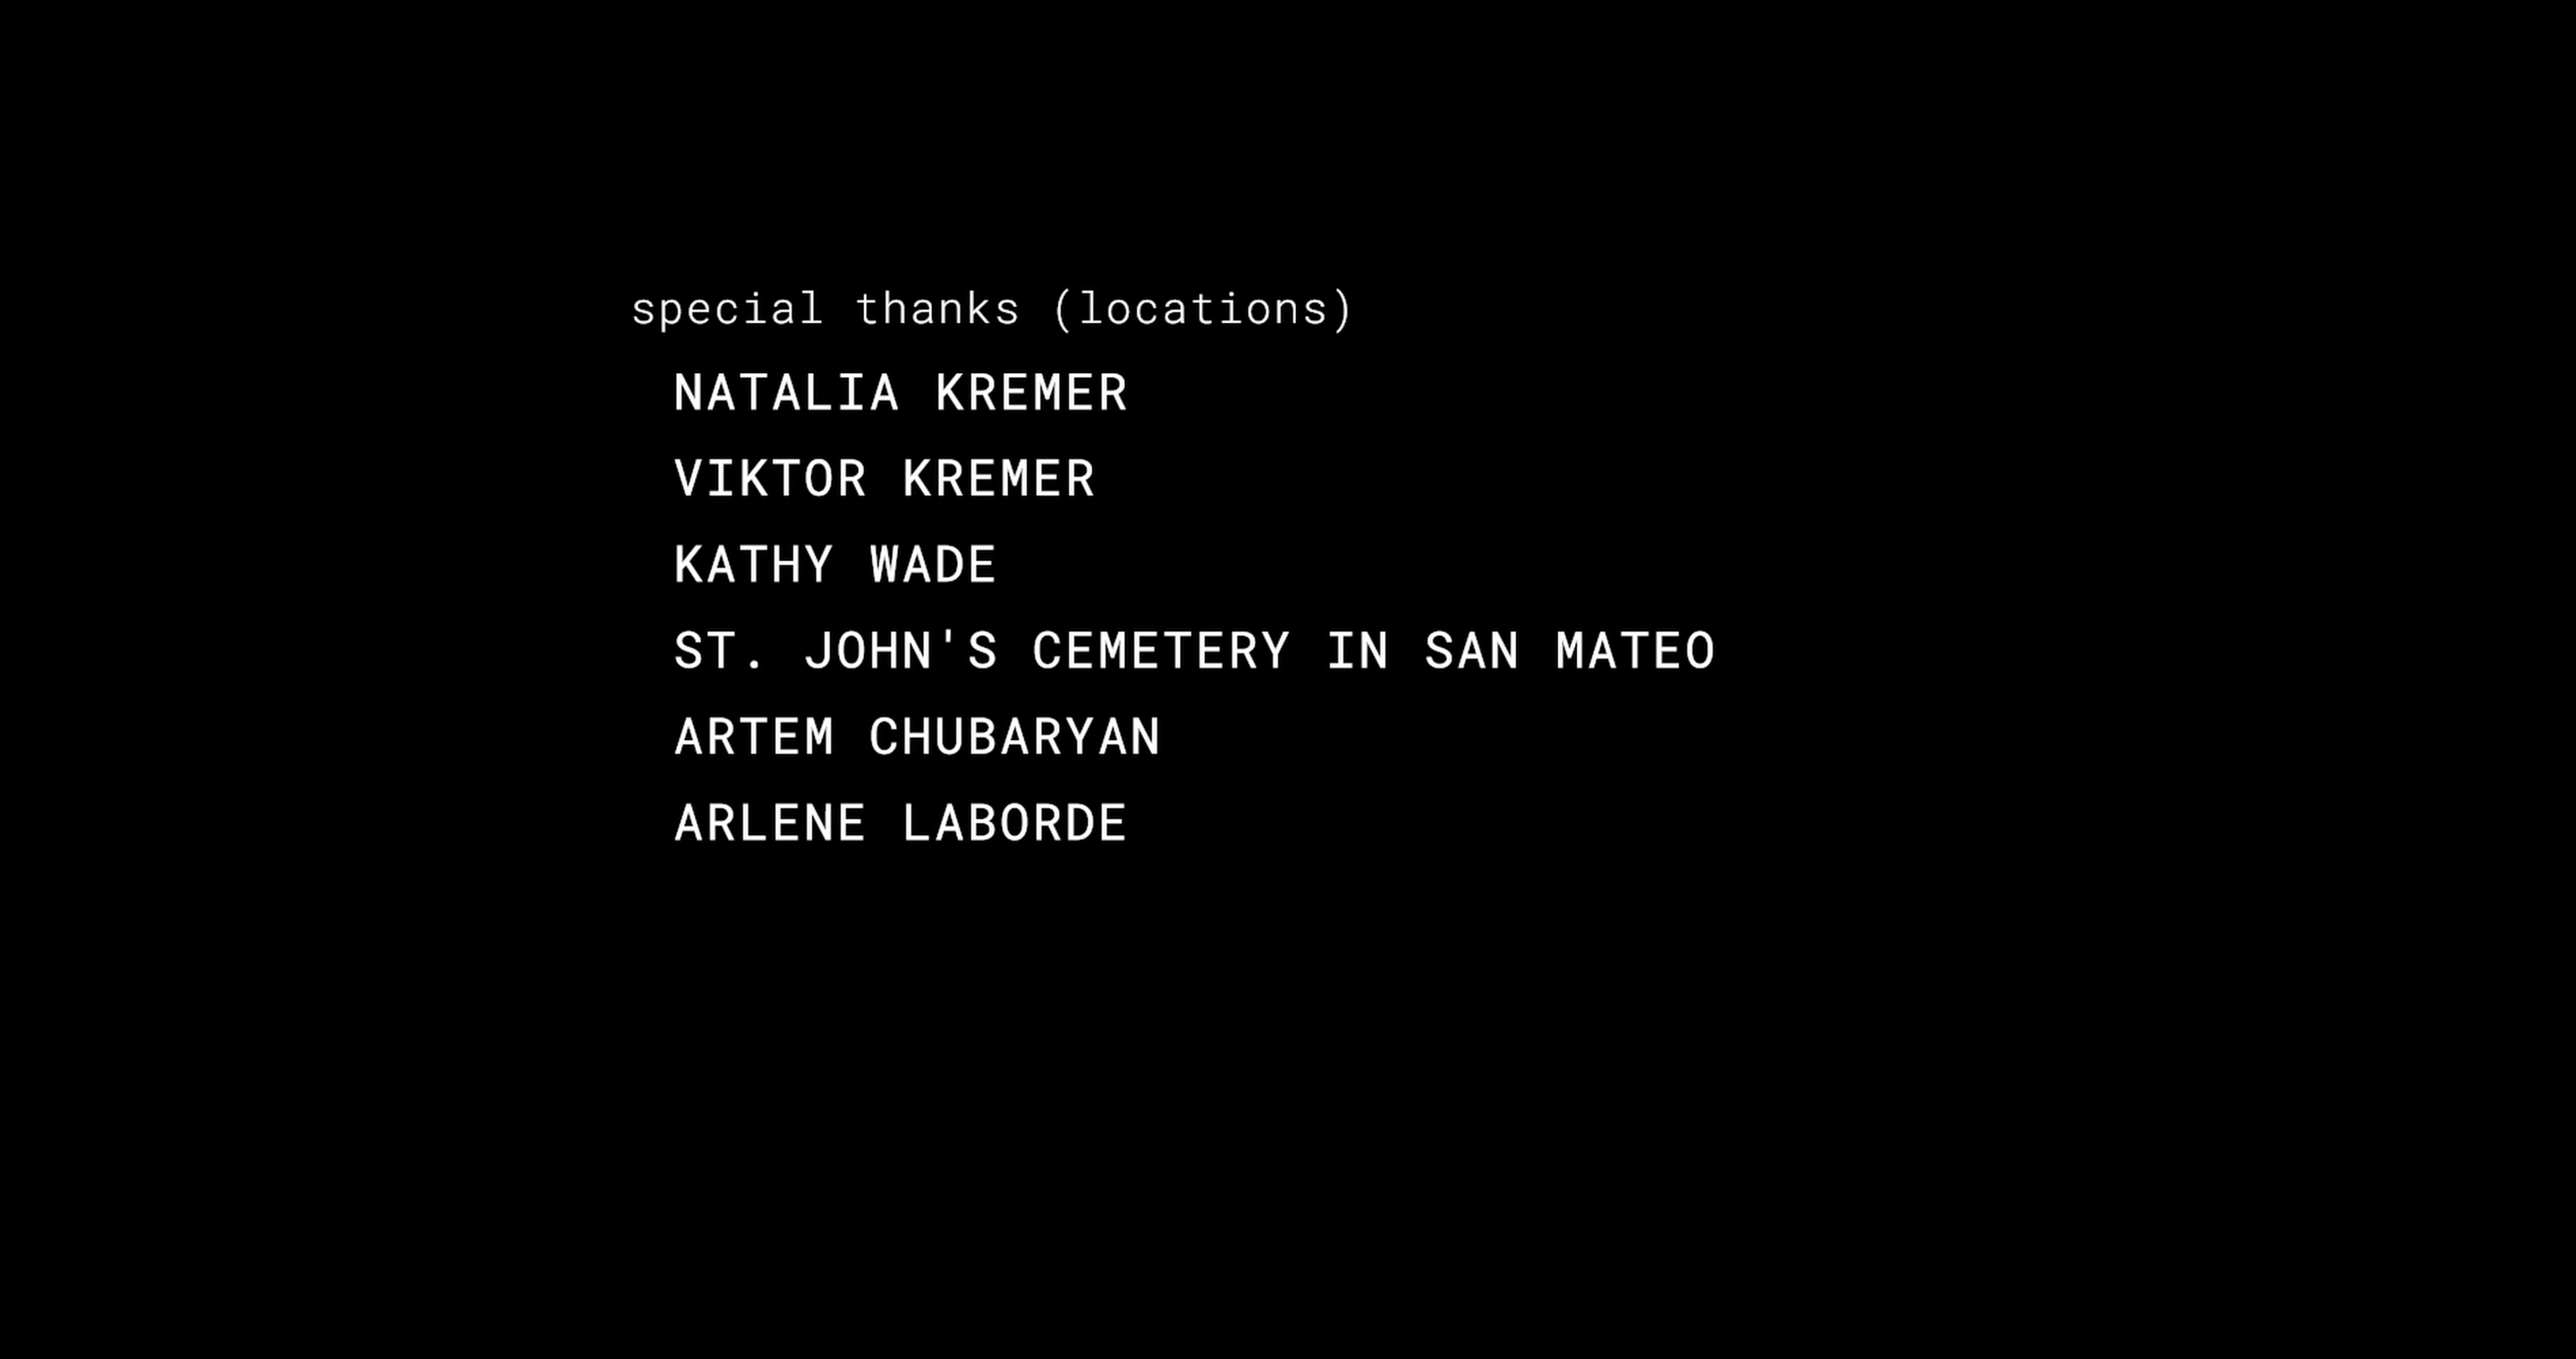 special thanks (locations)
NATALIA KREMER
VIKTOR KREMER
KATHY WADE
ST. JOHN'S CEMETERY IN SAN MATEO
ARTEM CHUBARYAN
ARLENE LABORDE